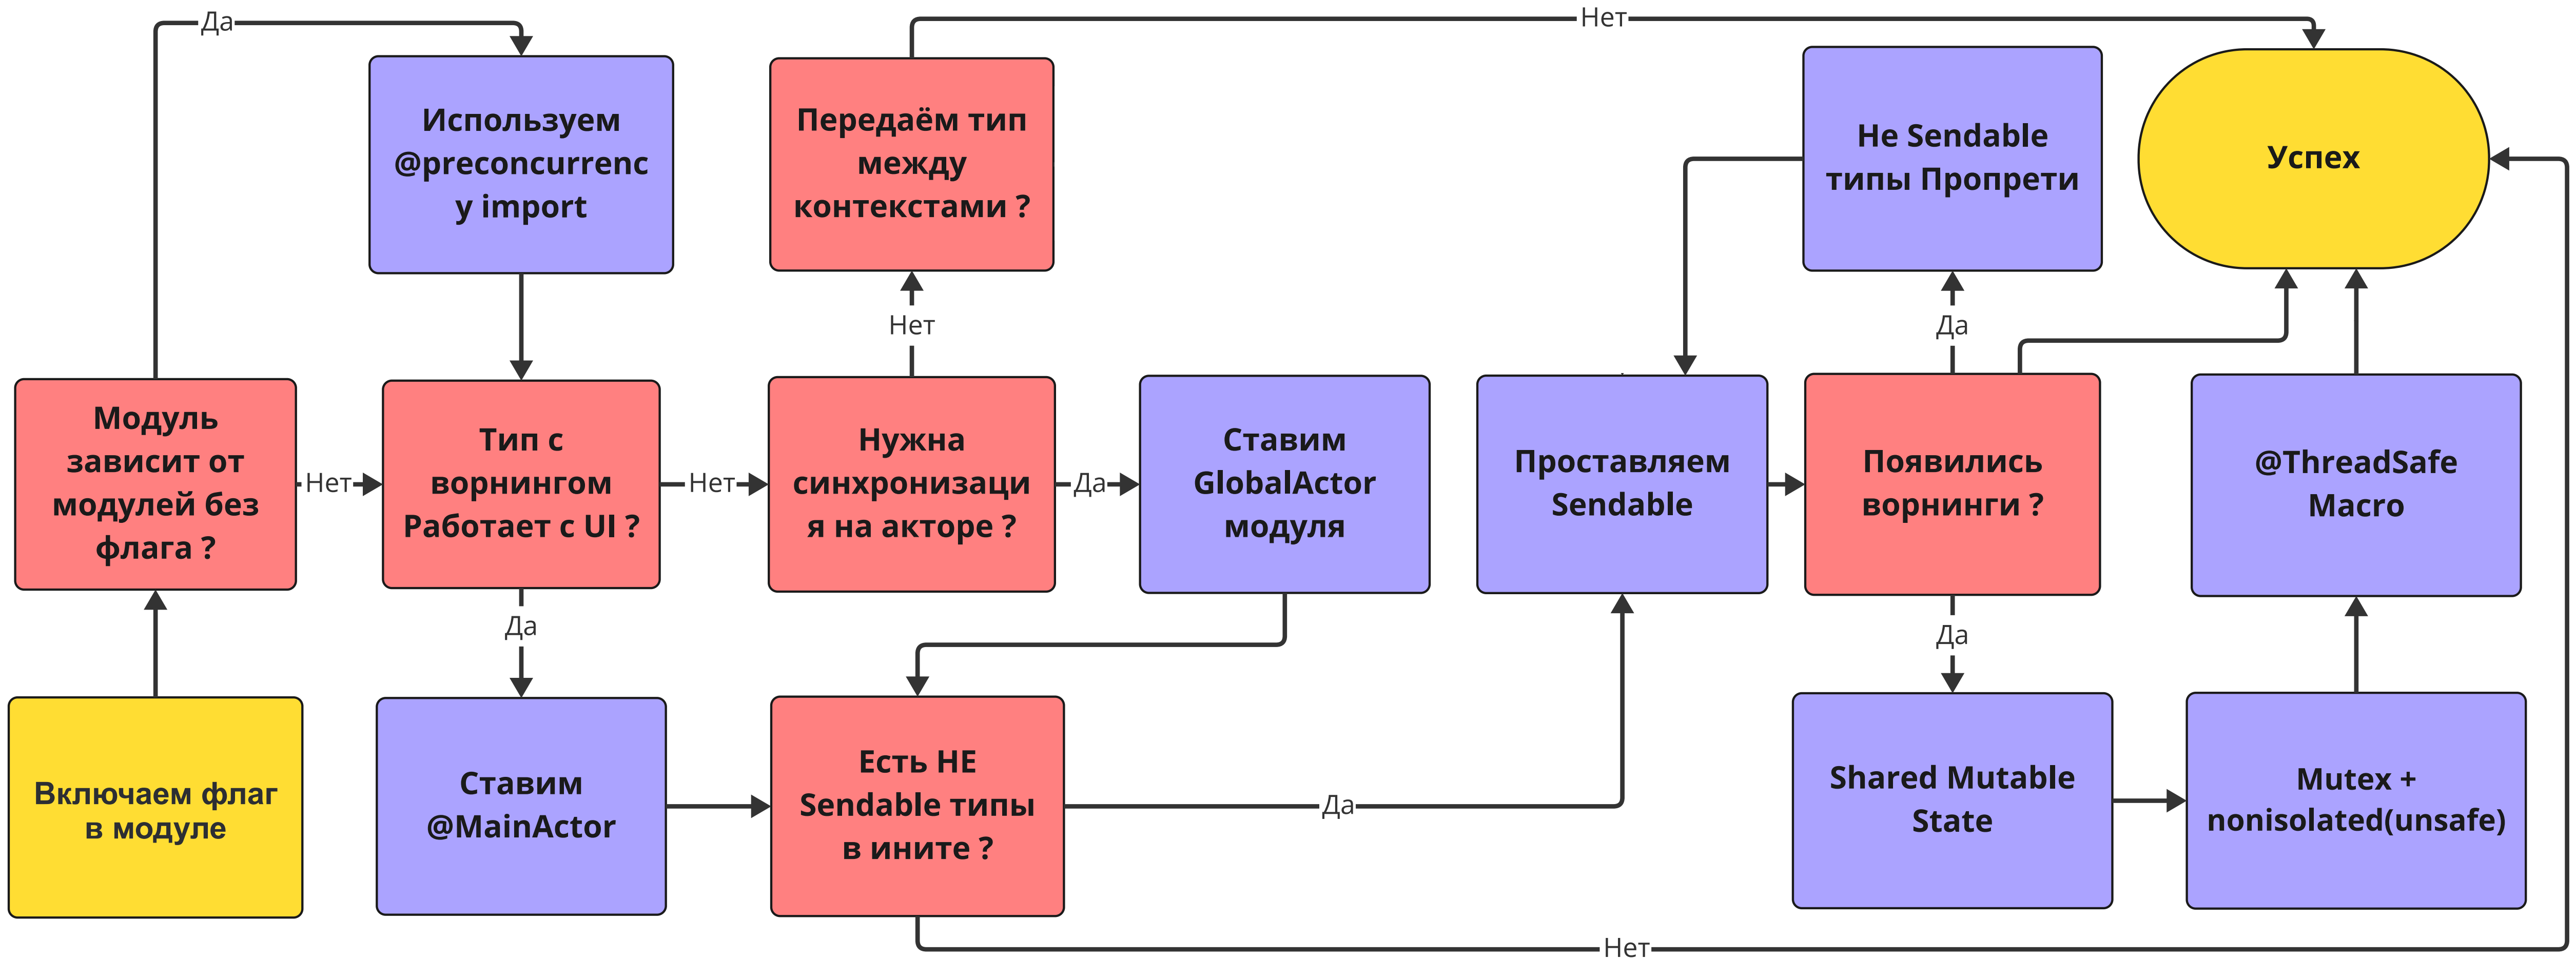 Да
Нет
Используем
@preconcurrenc
y import
Передаём тип
между
контекстами ?
Не Sendable
типы Пропрети
Успех
Нет
Да
Модуль
зависит от
модулей без
флага ?
Нет
Тип с
ворнингом
Работает с UI ?
Нет
Нужна
синхронизаци
я на акторе ?
Да
Ставим
GlobalActor
модуля
Проставляем
Sendable
Появились
ворнинги ?
@ThreadSafe
Macro
Да
Да
Включаем флаг
в модуле
Ставим
@MainActor
Есть НЕ
Sendable типы
в ините ?
Да
Shared Mutable
State
Mutex +
nonisolated(unsafe)
Нет